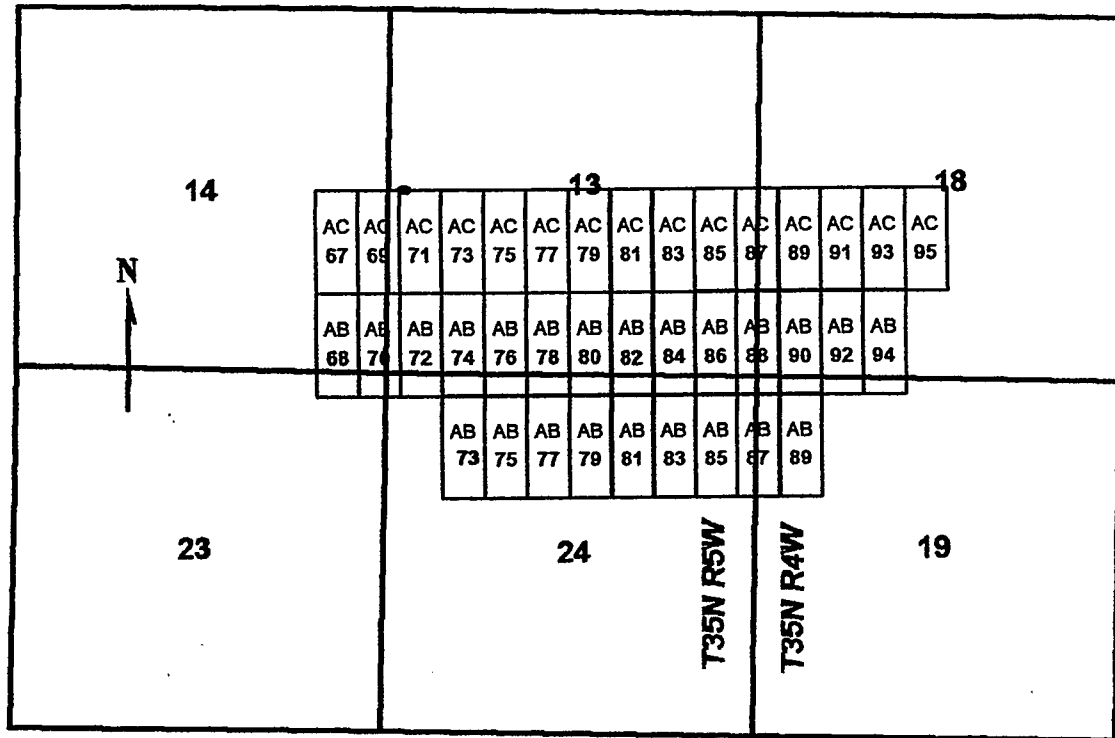 14
13
18
N
AC AC AC AC AC AC AC AC AC AC AC AC AC AC AC
67 69 71 73 75 77 79 81 83 85 87 89 91 93 95
AB AB AB AB AB AB AB AB AB AB AB AB AB AB
68 70 72 74 76 78 80 82 84 86 88 90 92 94
AB AB AB AB AB AB AB AB AB
73 75 77 79 81 83 85 87 89
23
24
19
T35N R5W
T35N R4W